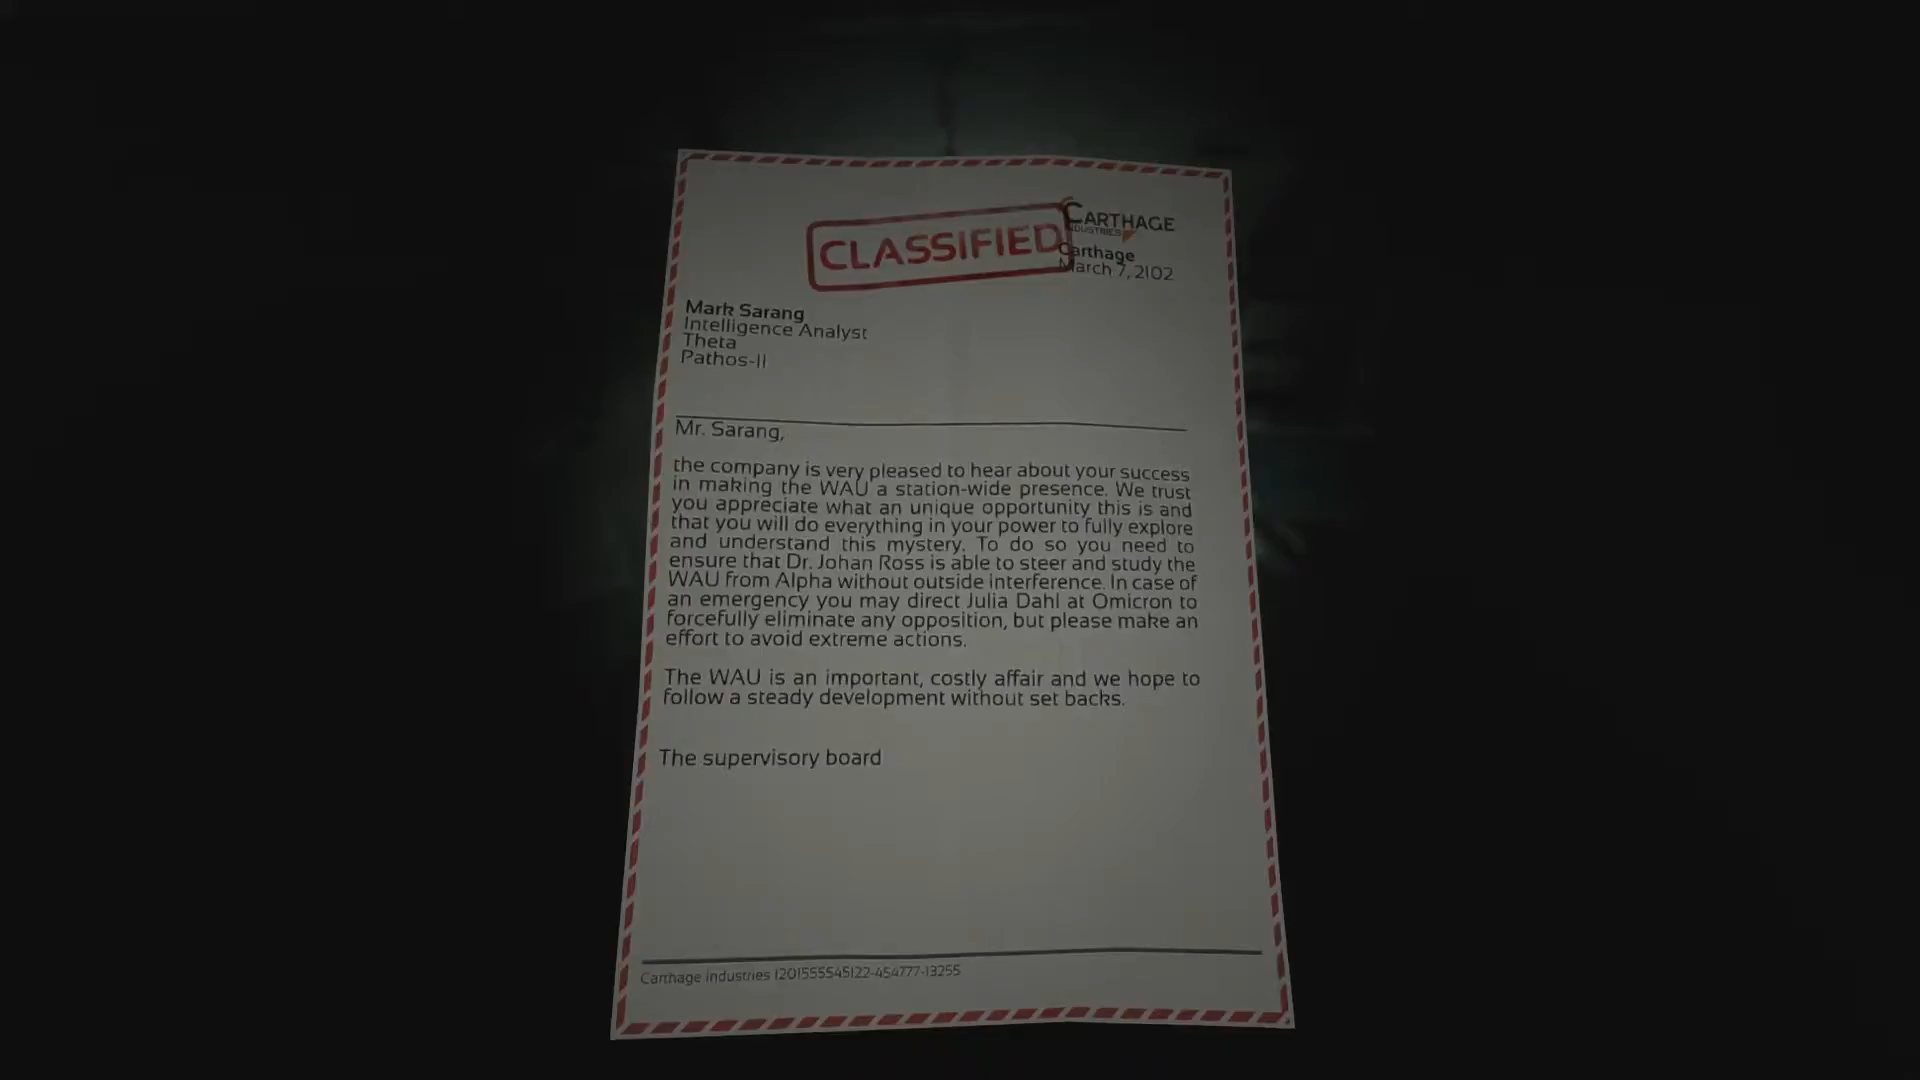 CLASSIFIED
CARTHAGE
INDUSTRIES
Carthage
March 7, 2102
Mark Sarang
Intelligence Analyst
Theta
Pathos-II
Mr. Sarang,
the company is very pleased to hear about your success
in making the WAU a station-wide presence. We trust
you appreciate what an unique opportunity this is and
that you will do everything in your power to fully explore
and understand this mystery. To do so you need to
ensure that Dr. Johan Ross is able to steer and study the
WAU from Alpha without outside interference. In case of
an emergency you may direct Julia Dahl at Omicron to
forcefully eliminate any opposition, but please make an
effort to avoid extreme actions.
The WAU is an important, costly affair and we hope to
follow a steady development without set backs.
The supervisory board
Carthage Industries 1201555545122-454777-13255